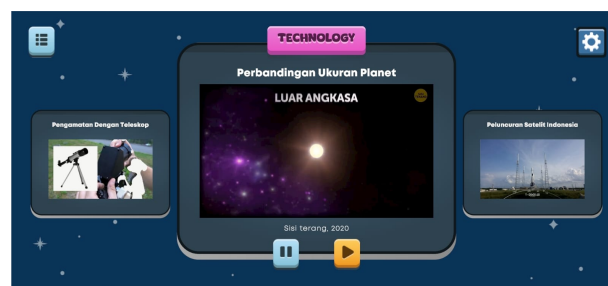 TECHNOLOGY
Perbandingan Ukuran Planet
LUAR ANGKASA
Sisi terang, 2020
Pengamatan Dengan Teleskop
Peluncuran Satelit Indonesia